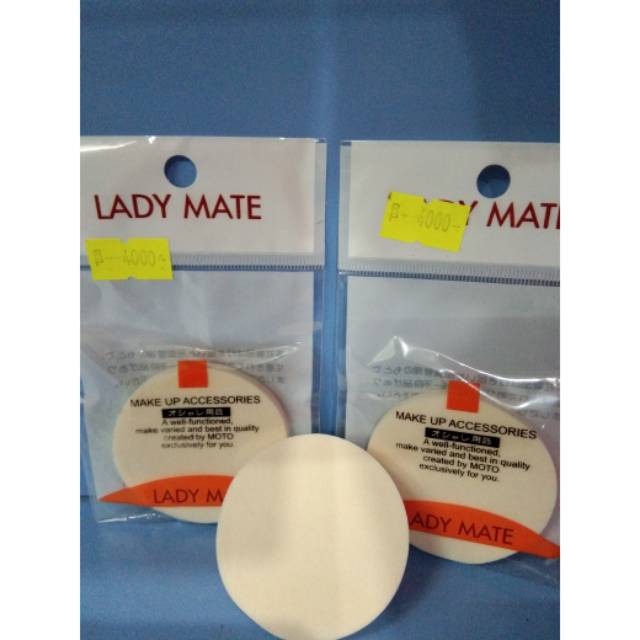 LADY MATE
B-- 4000-
MAKE UP ACCESSORIES
オシャレ用品
A well-functioned,
make varied and best in quality
created by MOTO
exclusively for you.
LADY M
Y MATE
B-- 4000-
MAKE UP ACCESSORIES
オシャレ用品
A well-functioned,
make varied and best in quality
created by MOTO
exclusively for you.
LADY MATE